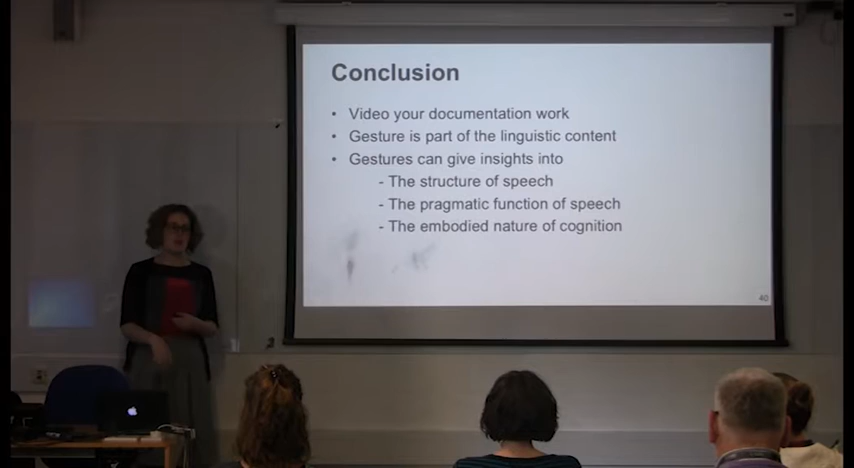 Conclusion
• Video your documentation work
• Gesture is part of the linguistic content
• Gestures can give insights into
- The structure of speech
- The pragmatic function of speech
- The embodied nature of cognition
40